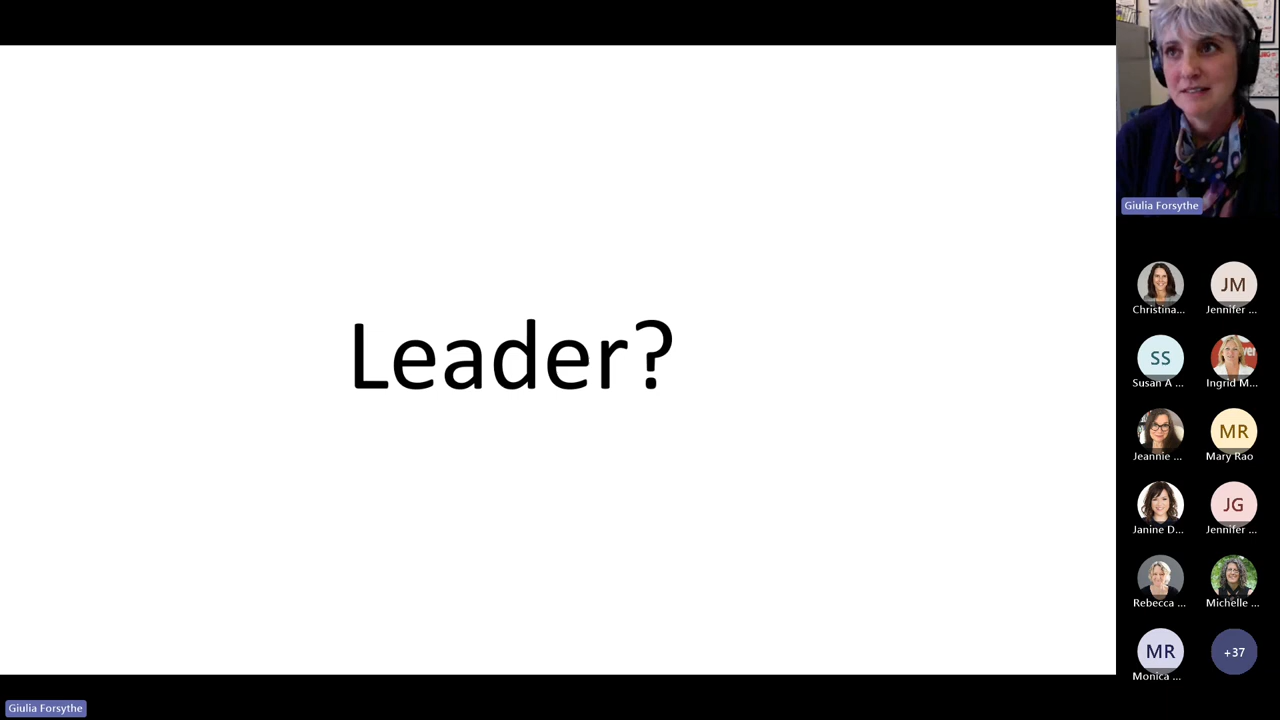 Leader?
Giulia Forsythe
Christina...
JM
Jennifer ...
SS
Susan A ...
Ingrid M...
Jeannie ...
MR
Mary Rao
Janine D...
JG
Jennifer ...
Rebecca ...
Michelle ...
MR
Monica ...
+37
Giulia Forsythe